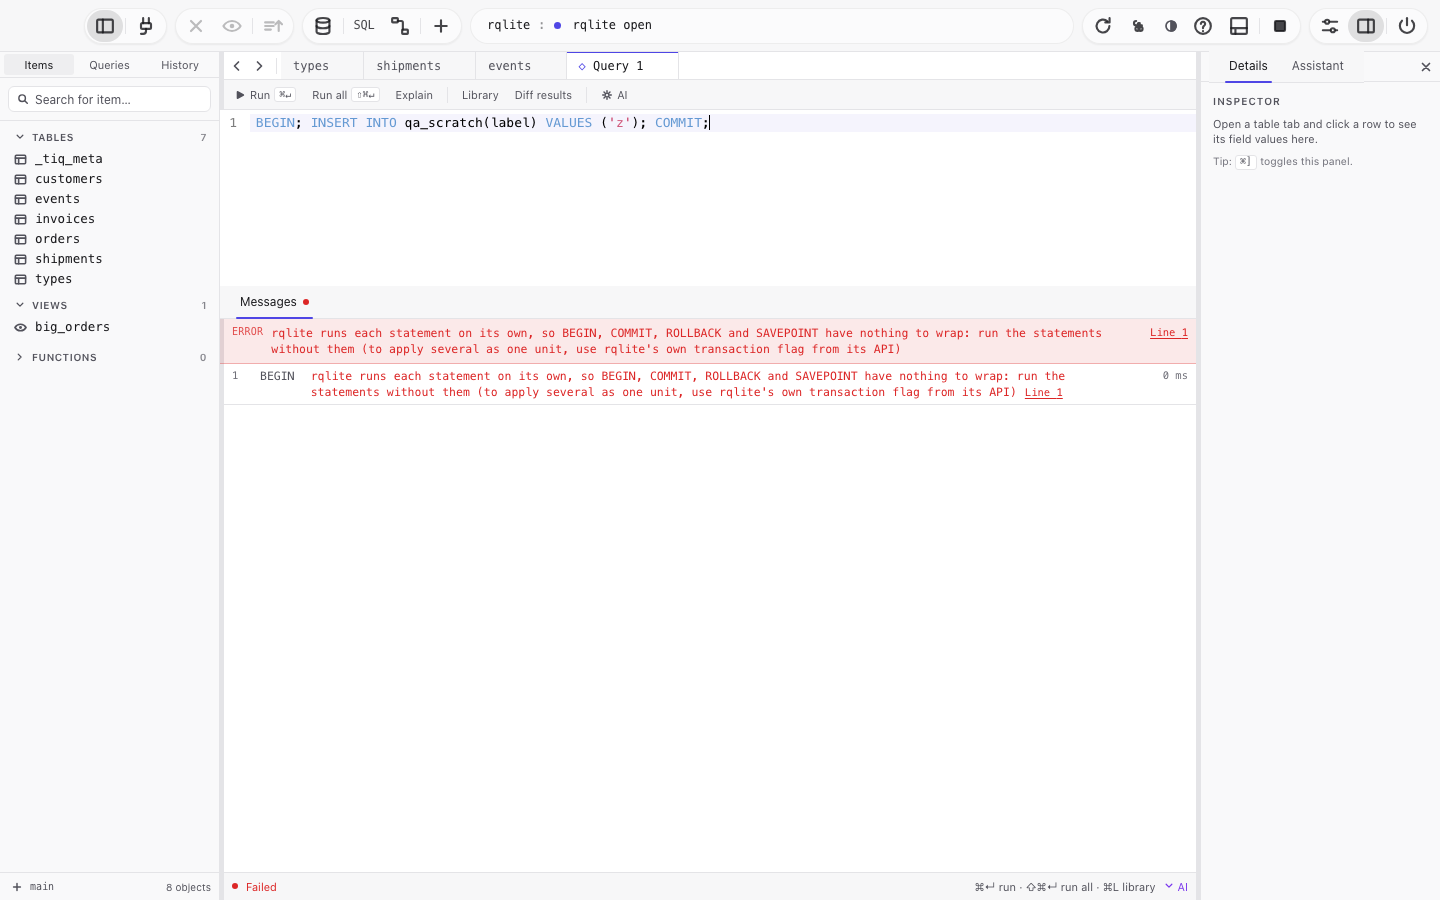 SQL
rqlite : rqlite open
Items Queries History
Search for item...
TABLES 7
_tiq_meta
customers
events
invoices
orders
shipments
types
VIEWS 1
big_orders
FUNCTIONS 0
main 8 objects
types shipments events Query 1
Run ⌘↵ Run all ⇧⌘↵ Explain Library Diff results AI
1 BEGIN; INSERT INTO qa_scratch(label) VALUES ('z'); COMMIT;
Messages
ERROR rqlite runs each statement on its own, so BEGIN, COMMIT, ROLLBACK and SAVEPOINT have nothing to wrap: run the statements Line 1
without them (to apply several as one unit, use rqlite's own transaction flag from its API)
1 BEGIN rqlite runs each statement on its own, so BEGIN, COMMIT, ROLLBACK and SAVEPOINT have nothing to wrap: run the 0 ms
statements without them (to apply several as one unit, use rqlite's own transaction flag from its API) Line 1
Failed ⌘↵ run · ⇧⌘↵ run all · ⌘L library AI
Details Assistant
INSPECTOR
Open a table tab and click a row to see
its field values here.
Tip: ⌘] toggles this panel.